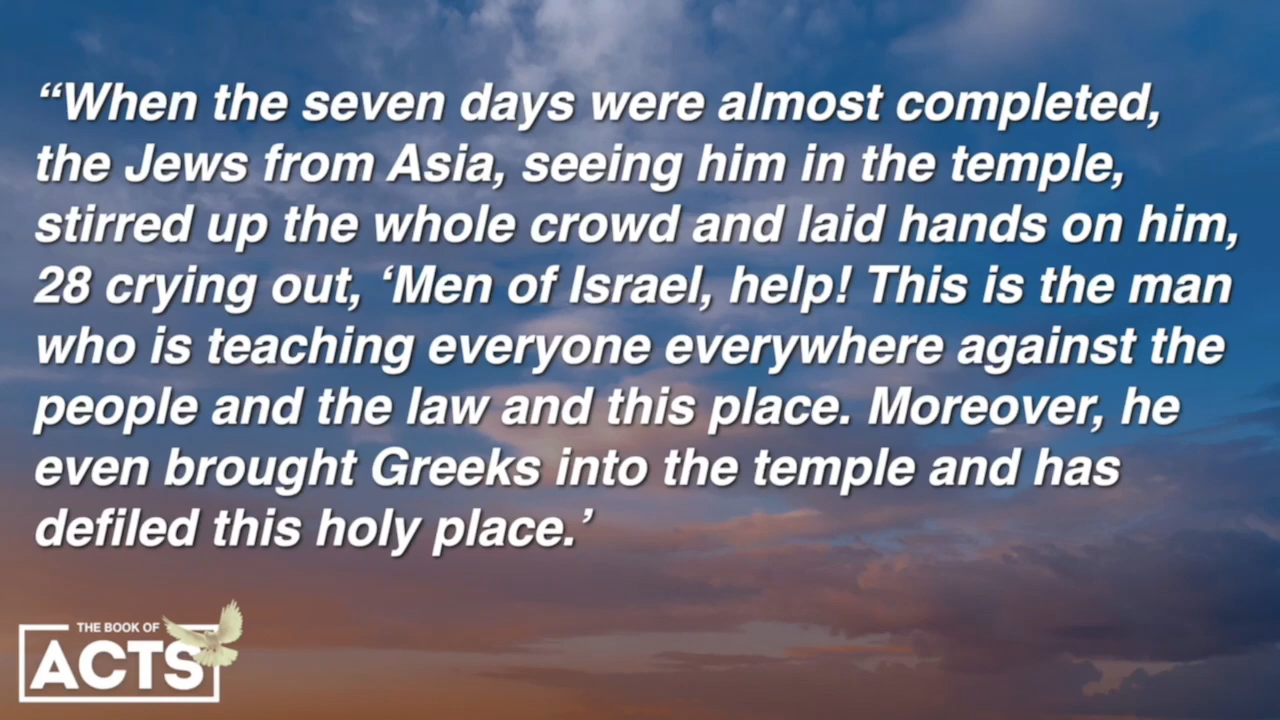 “When the seven days were almost completed,
the Jews from Asia, seeing him in the temple,
stirred up the whole crowd and laid hands on him,
28 crying out, ‘Men of Israel, help! This is the man
who is teaching everyone everywhere against the
people and the law and this place. Moreover, he
even brought Greeks into the temple and has
defiled this holy place.’
THE BOOK OF
ACTS